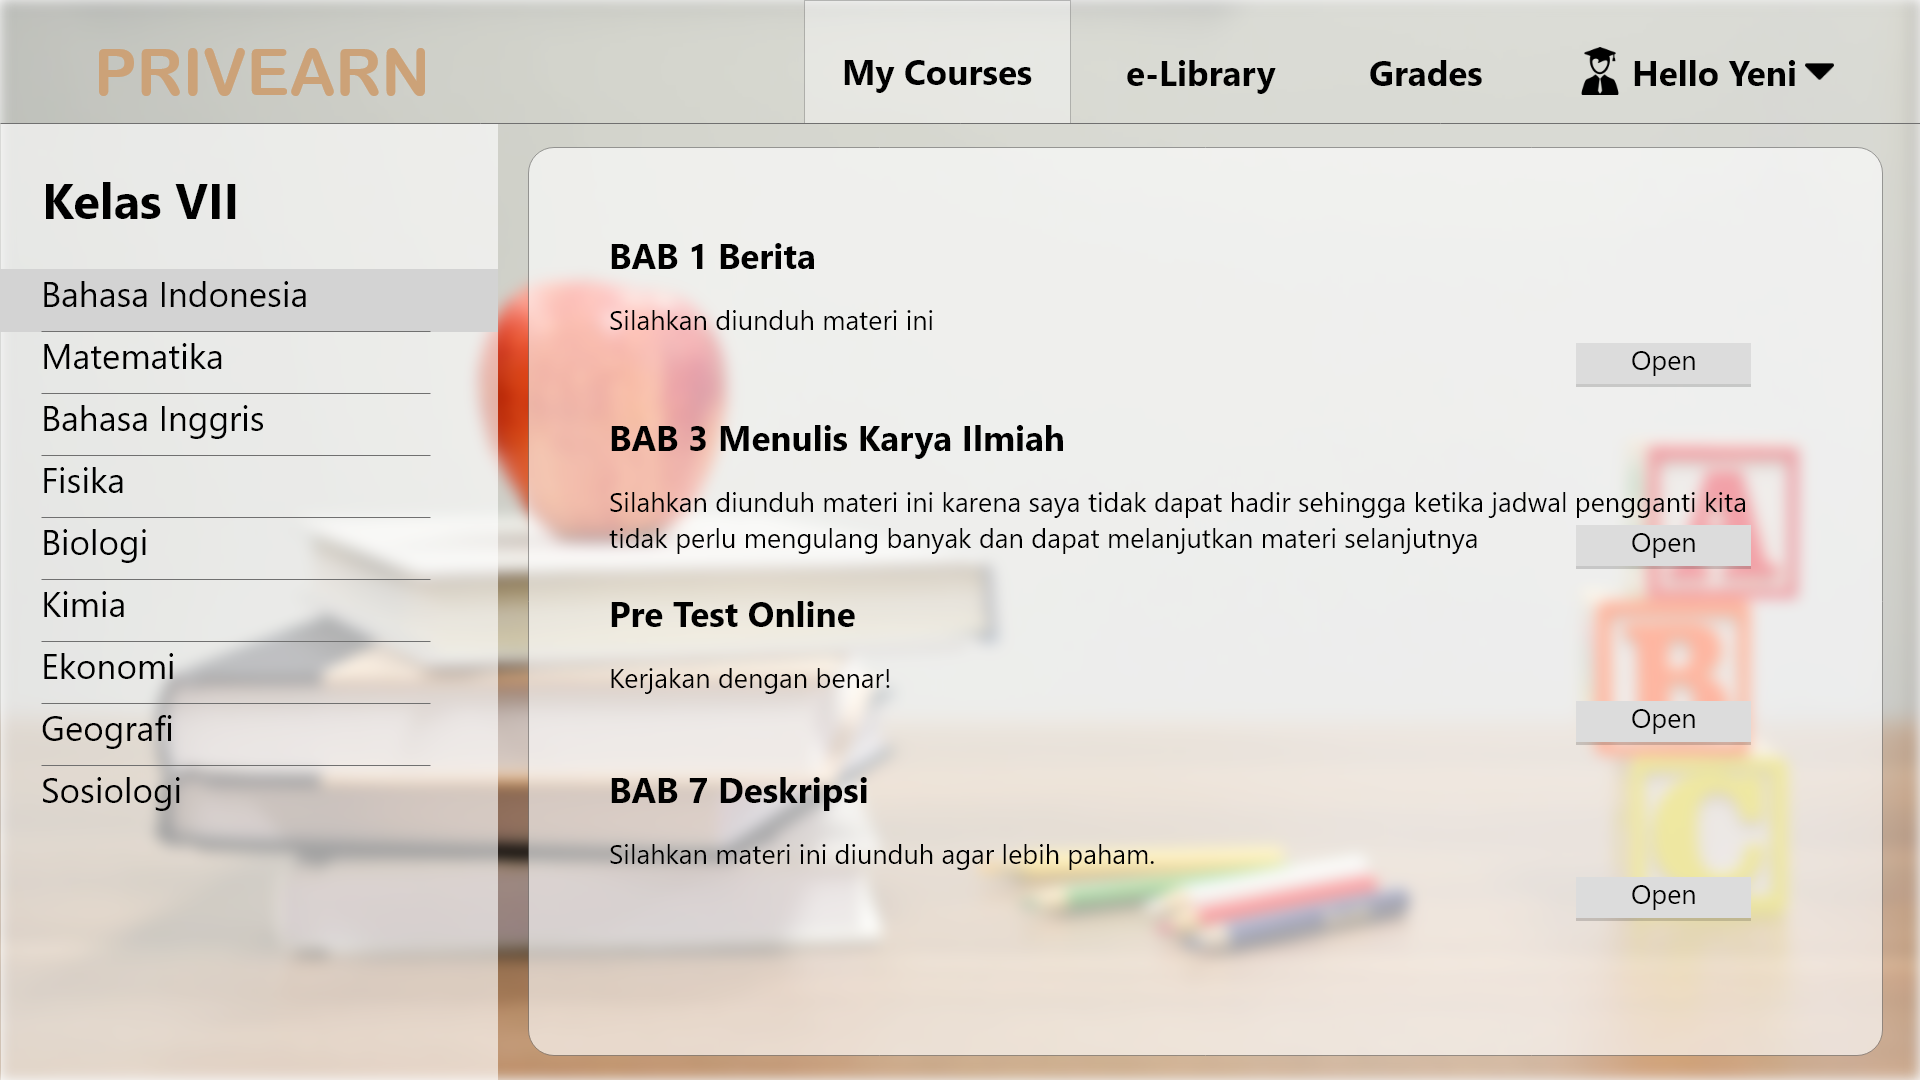 PRIVEARN
My Courses
e-Library
Grades
Hello Yeni
Kelas VII
Bahasa Indonesia
Matematika
Bahasa Inggris
Fisika
Biologi
Kimia
Ekonomi
Geografi
Sosiologi
BAB 1 Berita
Silahkan diunduh materi ini
Open
BAB 3 Menulis Karya Ilmiah
Silahkan diunduh materi ini karena saya tidak dapat hadir sehingga ketika jadwal pengganti kita
tidak perlu mengulang banyak dan dapat melanjutkan materi selanjutnya
Open
Pre Test Online
Kerjakan dengan benar!
Open
BAB 7 Deskripsi
Silahkan materi ini diunduh agar lebih paham.
Open
A
B
C